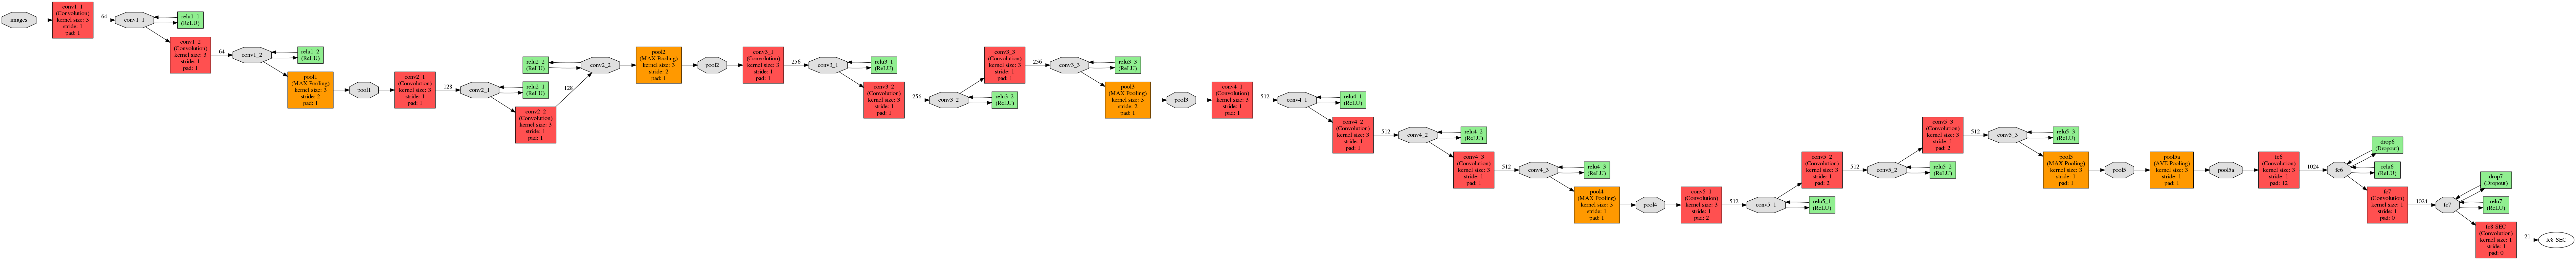 images
conv1_1
(Convolution)
kernel size: 3
stride: 1
pad: 1
64
conv1_1
relu1_1
(ReLU)
conv1_2
(Convolution)
kernel size: 3
stride: 1
pad: 1
64
conv1_2
relu1_2
(ReLU)
pool1
(MAX Pooling)
kernel size: 3
stride: 2
pad: 1
pool1
conv2_1
(Convolution)
kernel size: 3
stride: 1
pad: 1
128
conv2_1
relu2_1
(ReLU)
conv2_2
(Convolution)
kernel size: 3
stride: 1
pad: 1
128
relu2_2
(ReLU)
conv2_2
pool2
(MAX Pooling)
kernel size: 3
stride: 2
pad: 1
pool2
conv3_1
(Convolution)
kernel size: 3
stride: 1
pad: 1
256
conv3_1
relu3_1
(ReLU)
conv3_2
(Convolution)
kernel size: 3
stride: 1
pad: 1
256
conv3_2
relu3_2
(ReLU)
conv3_3
(Convolution)
kernel size: 3
stride: 1
pad: 1
256
conv3_3
relu3_3
(ReLU)
pool3
(MAX Pooling)
kernel size: 3
stride: 2
pad: 1
pool3
conv4_1
(Convolution)
kernel size: 3
stride: 1
pad: 1
512
conv4_1
relu4_1
(ReLU)
conv4_2
(Convolution)
kernel size: 3
stride: 1
pad: 1
512
conv4_2
relu4_2
(ReLU)
conv4_3
(Convolution)
kernel size: 3
stride: 1
pad: 1
512
conv4_3
relu4_3
(ReLU)
pool4
(MAX Pooling)
kernel size: 3
stride: 1
pad: 1
pool4
conv5_1
(Convolution)
kernel size: 3
stride: 1
pad: 2
512
conv5_1
relu5_1
(ReLU)
conv5_2
(Convolution)
kernel size: 3
stride: 1
pad: 2
512
conv5_2
relu5_2
(ReLU)
conv5_3
(Convolution)
kernel size: 3
stride: 1
pad: 2
512
conv5_3
relu5_3
(ReLU)
pool5
(MAX Pooling)
kernel size: 3
stride: 1
pad: 1
pool5
pool5a
(AVE Pooling)
kernel size: 3
stride: 1
pad: 1
pool5a
fc6
(Convolution)
kernel size: 3
stride: 1
pad: 12
1024
fc6
drop6
(Dropout)
relu6
(ReLU)
fc7
(Convolution)
kernel size: 1
stride: 1
pad: 0
1024
fc7
drop7
(Dropout)
relu7
(ReLU)
fc8-SEC
(Convolution)
kernel size: 1
stride: 1
pad: 0
21
fc8-SEC